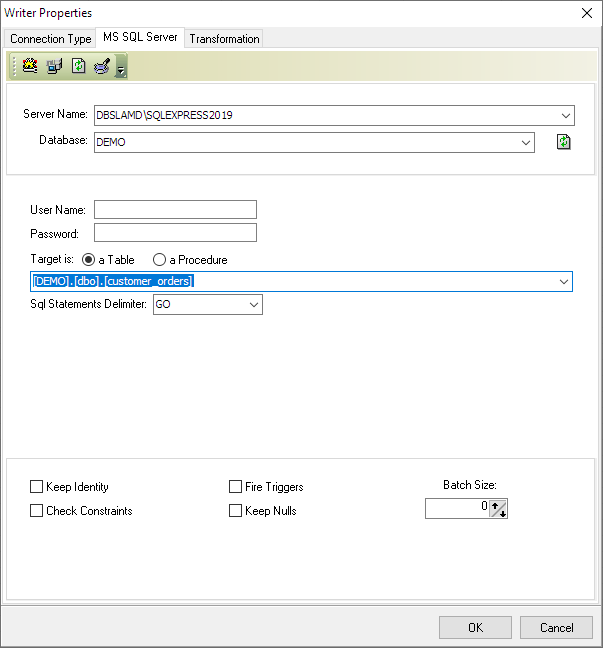 Writer Properties
Connection Type MS SQL Server Transformation
Server Name: DBSLAMD\SQLEXPRESS2019
Database: DEMO
User Name:
Password:
Target is: a Table a Procedure
[DEMO].[dbo].[customer_orders]
Sql Statements Delimiter: GO
Keep Identity Fire Triggers Batch Size:
Check Constraints Keep Nulls 0
OK Cancel